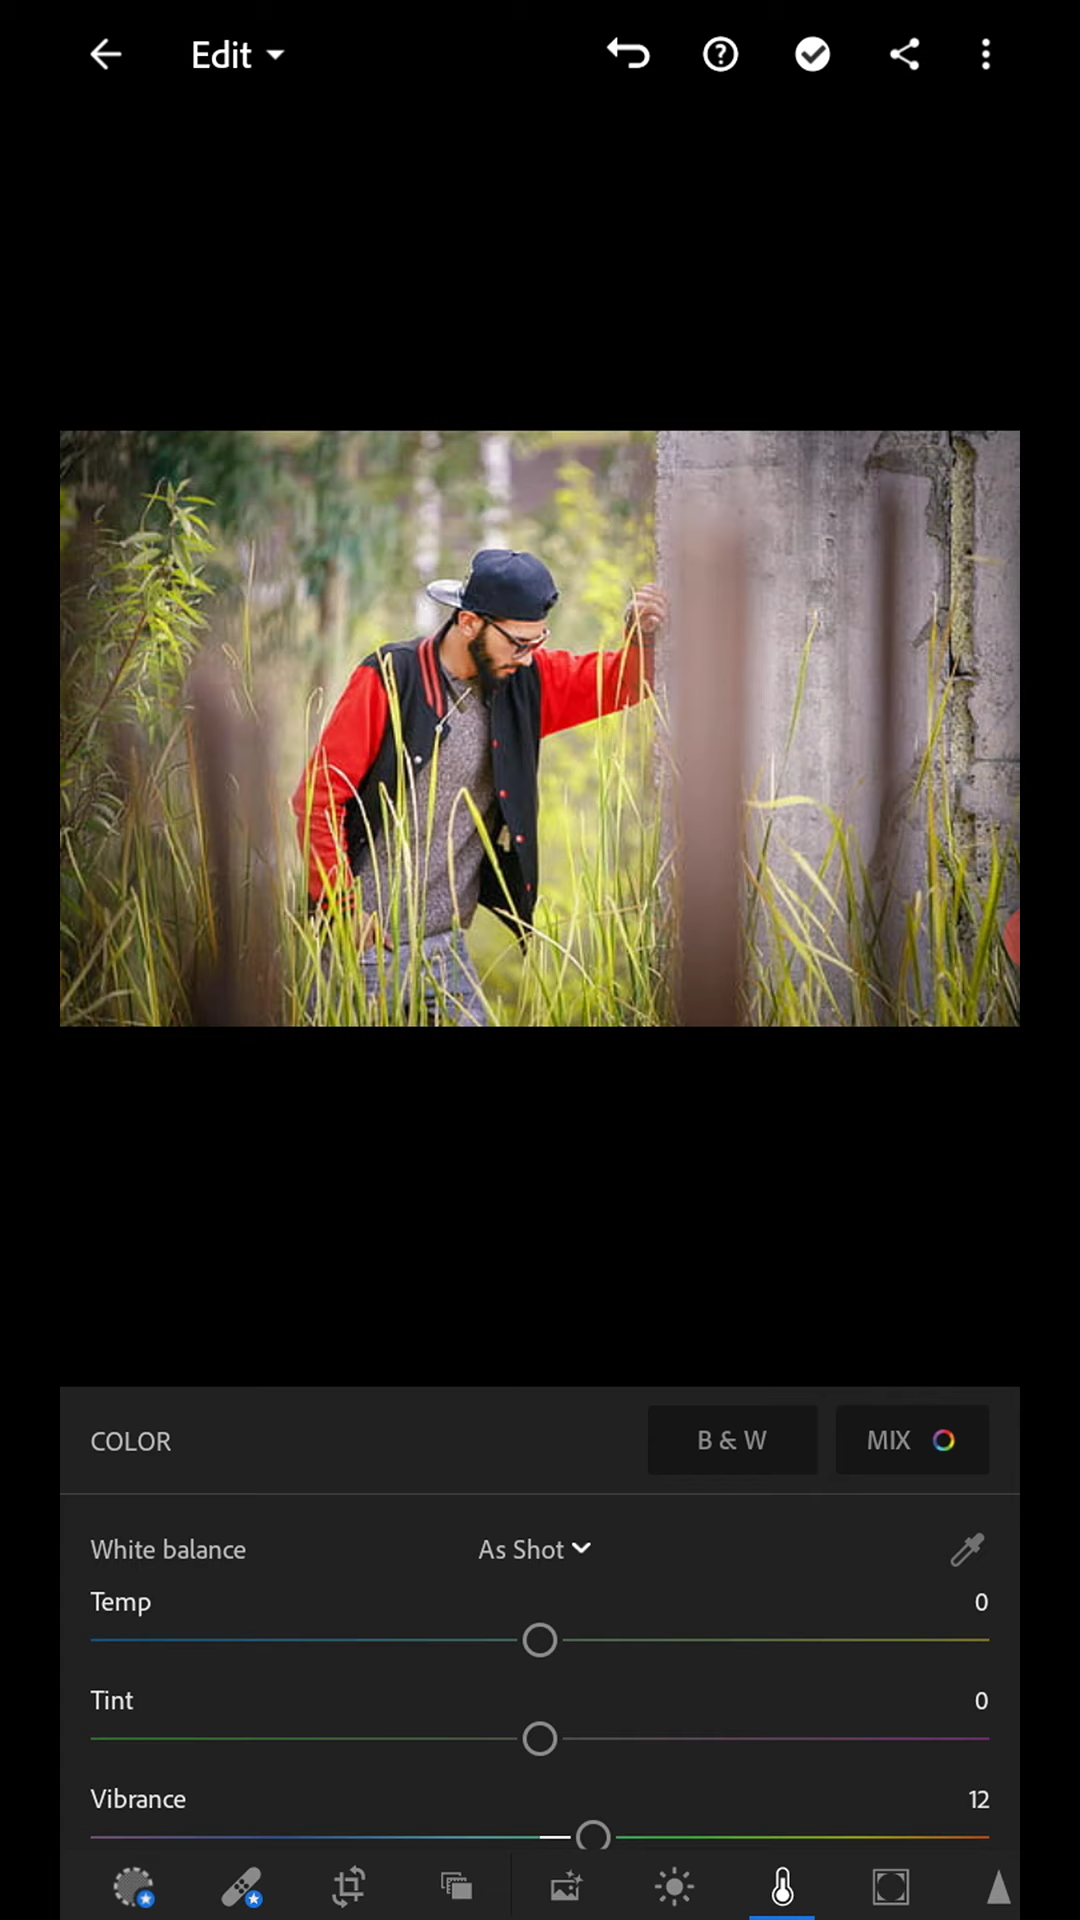 Edit
COLOR B & W MIX
White balance As Shot
Temp 0
Tint 0
Vibrance 12